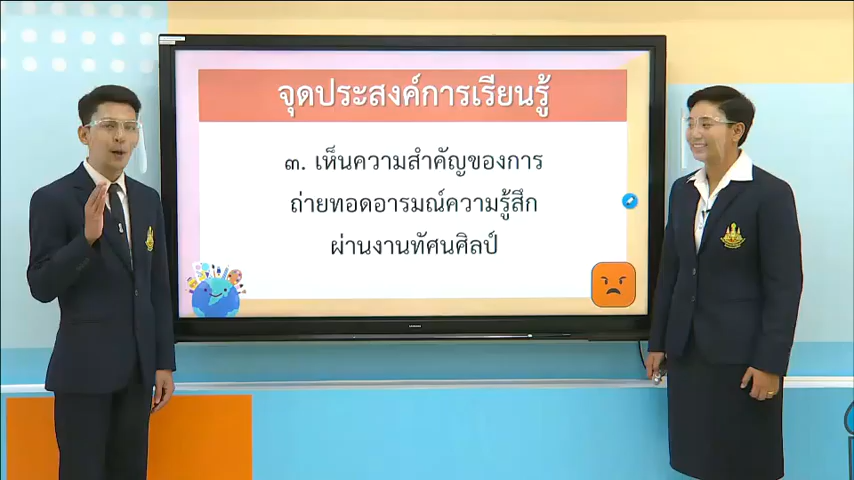 จุดประสงค์การเรียนรู้
๓. เห็นความสำคัญของการ
ถ่ายทอดอารมณ์ความรู้สึก
ผ่านงานทัศนศิลป์